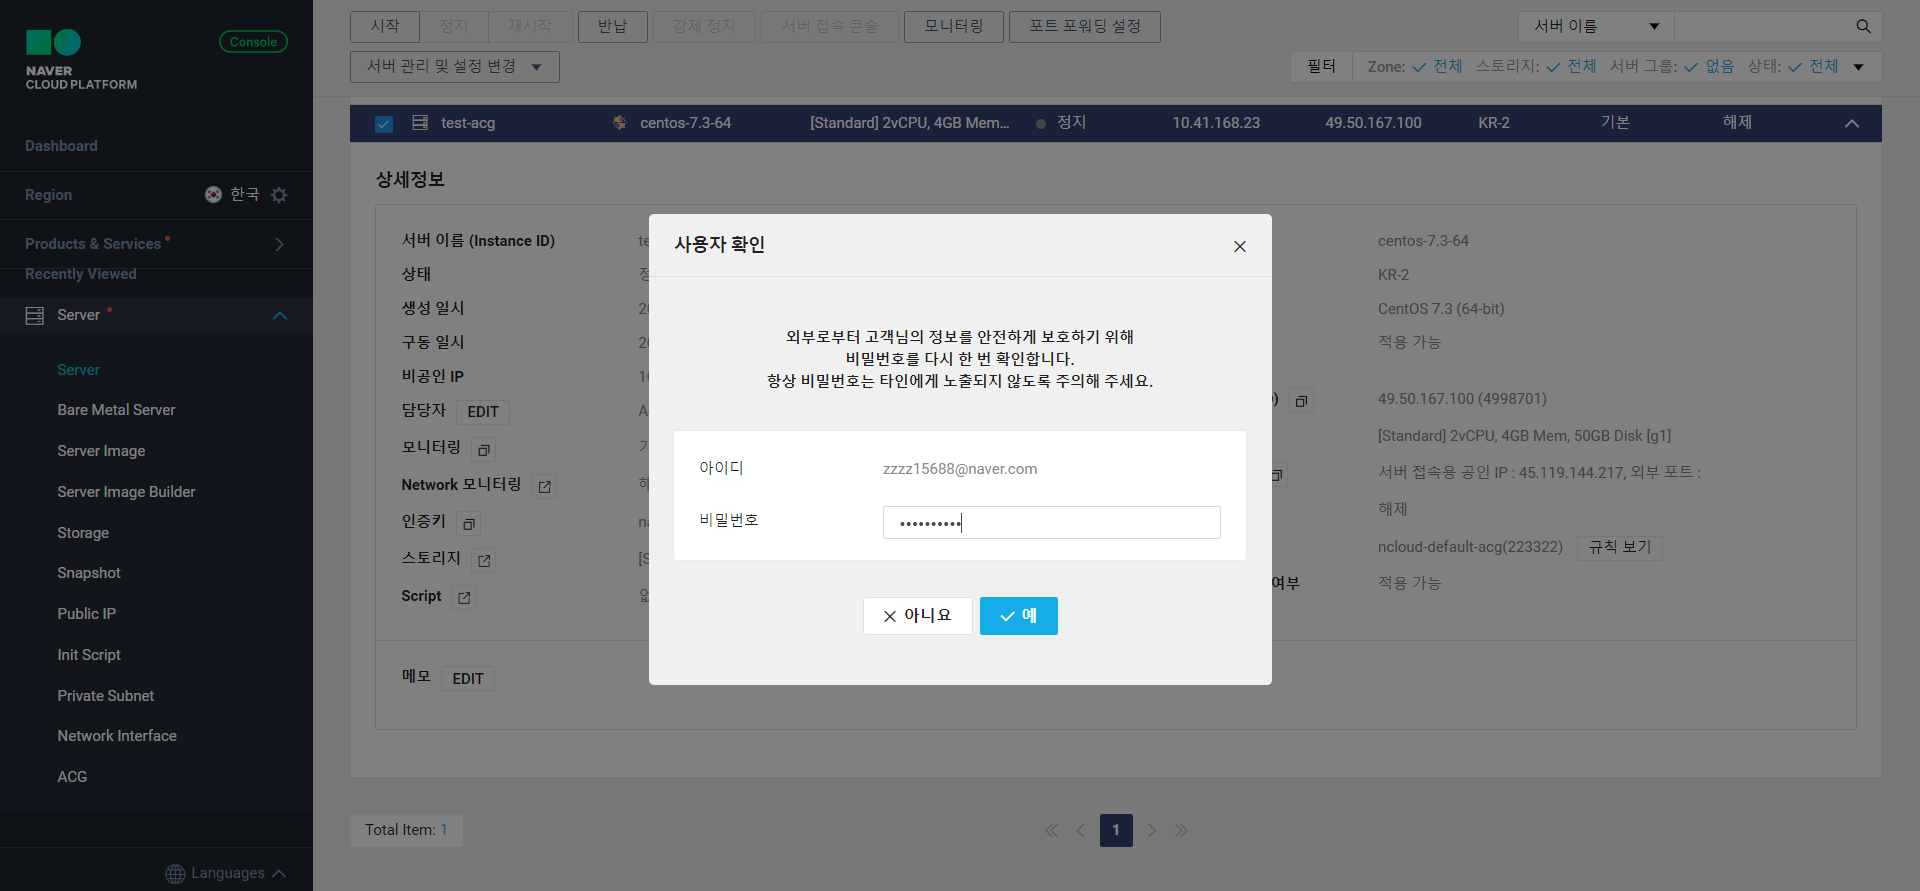 NAVER
CLOUD PLATFORM
Console
Dashboard
Region 한국
Products & Services
Recently Viewed
Server
Server
Bare Metal Server
Server Image
Server Image Builder
Storage
Snapshot
Public IP
Init Script
Private Subnet
Network Interface
ACG
Languages
시작 정지 재시작 반납 강제 정지 서버 접속 콘솔 모니터링 포트 포워딩 설정
서버 이름
서버 관리 및 설정 변경
필터 Zone: 전체 스토리지: 전체 서버 그룹: 없음 상태: 전체
test-acg centos-7.3-64 [Standard] 2vCPU, 4GB Mem... 정지 10.41.168.23 49.50.167.100 KR-2 기본 해제
상세정보
서버 이름 (Instance ID)
상태
생성 일시
구동 일시
비공인 IP
담당자 EDIT
모니터링
Network 모니터링
인증키
스토리지
Script
메모 EDIT
사용자 확인
외부로부터 고객님의 정보를 안전하게 보호하기 위해
비밀번호를 다시 한 번 확인합니다.
항상 비밀번호는 타인에게 노출되지 않도록 주의해 주세요.
아이디 zzzz15688@naver.com
비밀번호 ••••••••••
아니요 예
centos-7.3-64
KR-2
CentOS 7.3 (64-bit)
적용 가능
49.50.167.100 (4998701)
[Standard] 2vCPU, 4GB Mem, 50GB Disk [g1]
서버 접속용 공인 IP : 45.119.144.217, 외부 포트 :
해제
ncloud-default-acg(223322) 규칙 보기
여부 적용 가능
Total Item: 1
1